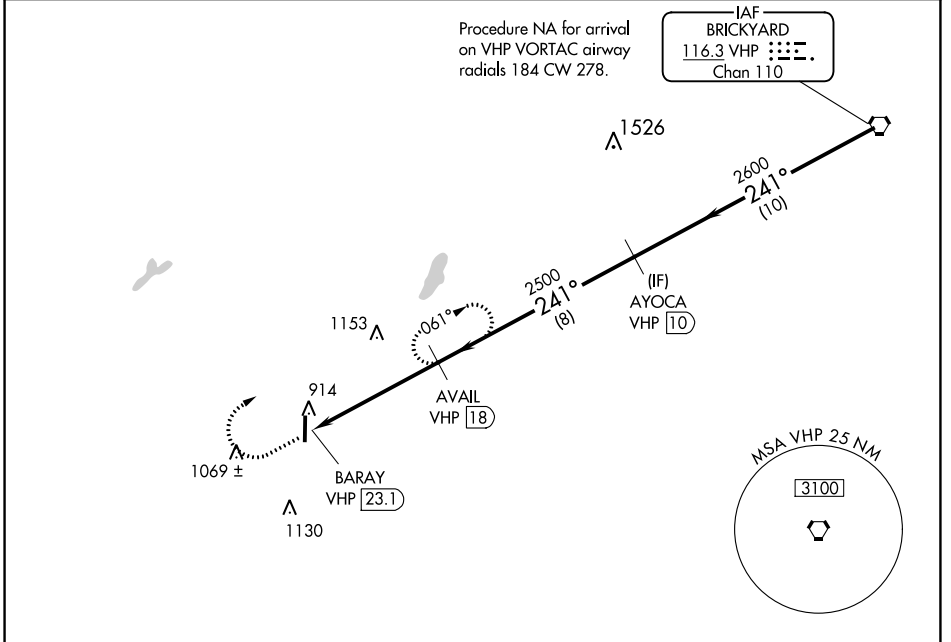 Procedure NA for arrival
on VHP VORTAC airway
radials 184 CW 278.
IAF
BRICKYARD
116.3 VHP
Chan 110
1526
2600
241°
(10)
(IF)
AYOCA
VHP 10
2500
241°
(8)
061°
1153
AVAIL
VHP 18
914
1069 ±
BARAY
VHP 23.1
1130
MSA VHP 25 NM
3100